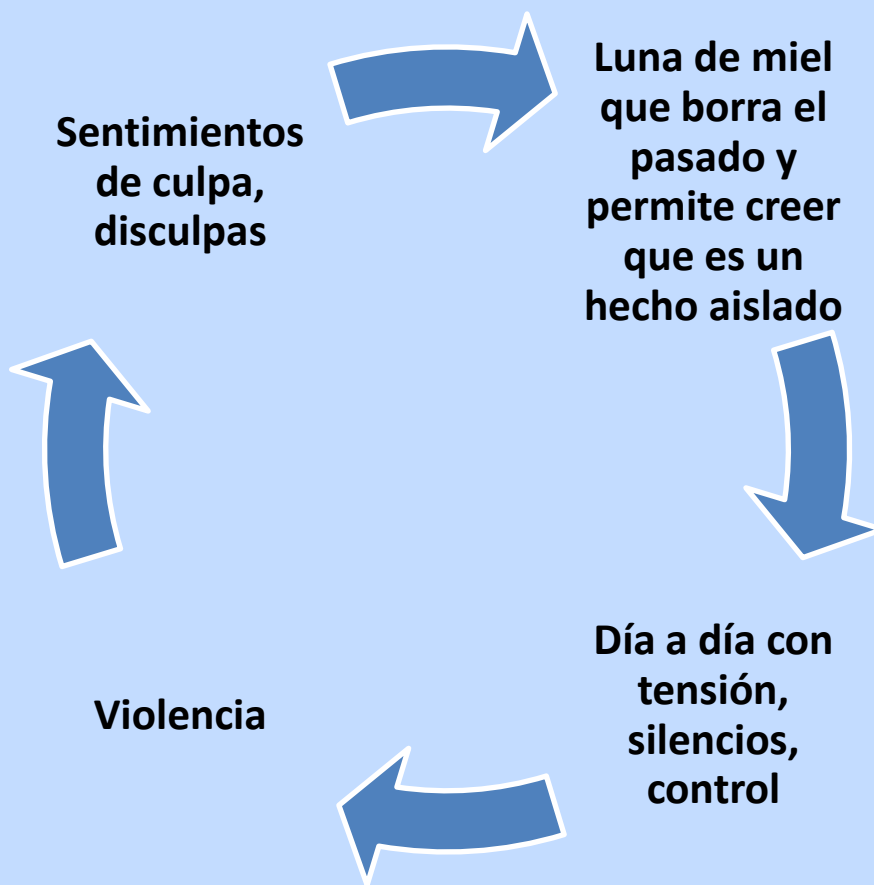 Sentimientos
de culpa,
disculpas
Luna de miel
que borra el
pasado y
permite creer
que es un
hecho aislado
Día a día con
tensión,
silencios,
control
Violencia